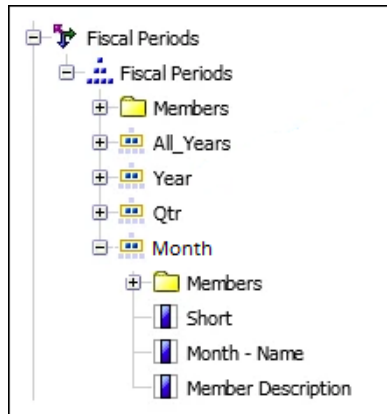 Fiscal Periods
Fiscal Periods
Members
All_Years
Year
Qtr
Month
Members
Short
Month - Name
Member Description